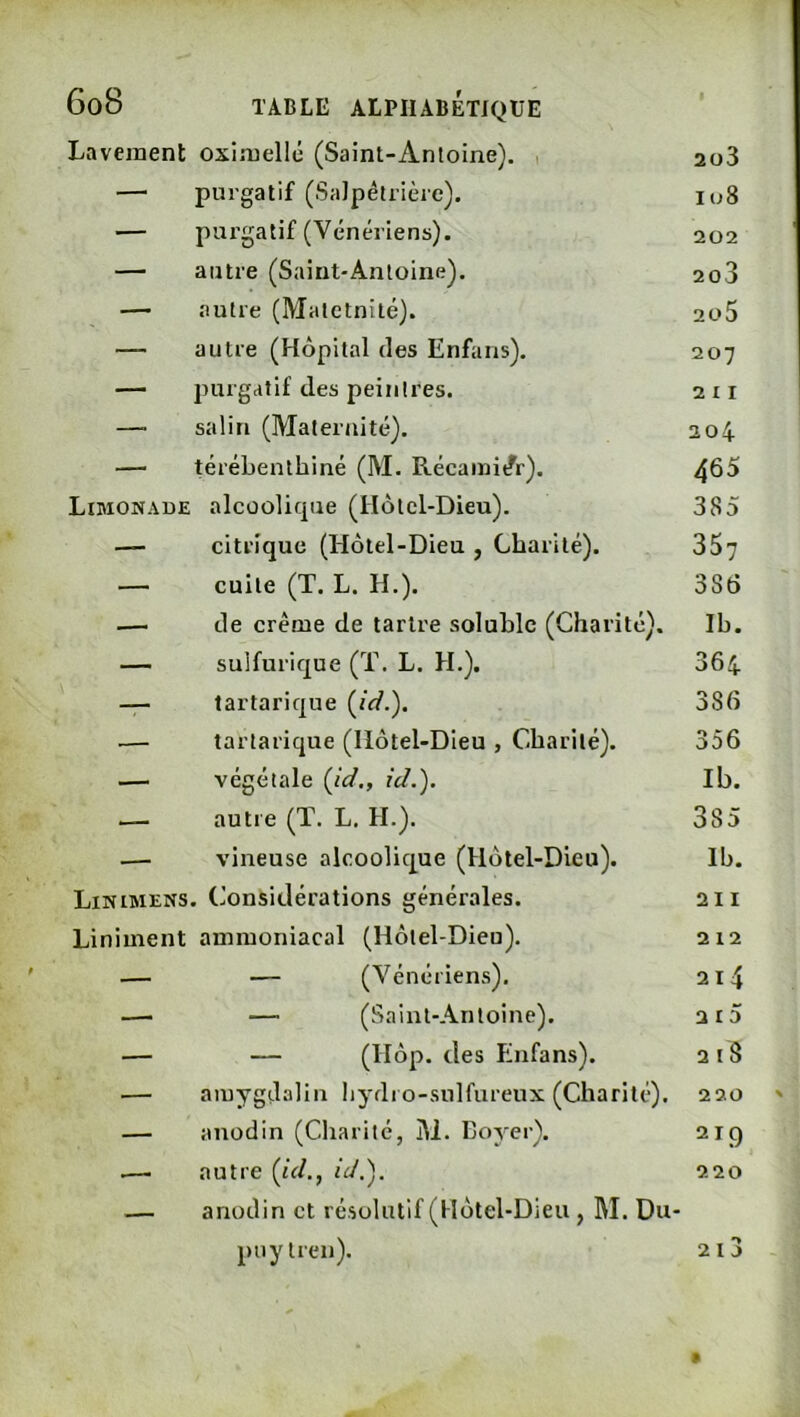 608 TABLE ALPHABÉTIQUE
Lavement oximellé (Saint-Antoine). 203
— purgatif (Salpêtrière). 108
— purgatif (Vénériens). 202
— autre (Saint-Antoine). 203
— autre (Matetnité). 205
— autre (Hôpital des Enfans). 207
— purgatif des peintres. 211
— salin (Maternité). 204
— térébenthiné (M. Récamier). 465
LIMONADE alcoolique (Hôtel-Dieu). 385
— citrique (Hôtel-Dieu , Charité). 357
— cuite (T. L. H.). 386
— de crême de tartre soluble (Charité). Ib.
— sulfurique (T. L. H.). 364
— tartarique (id.). 386
— tartarique (Hôtel-Dieu , Charité). 356
— végétale (id., id.). Ib.
— autre (T. L. H.). 385
— vineuse alcoolique (Hôtel-Dieu). Ib.
LINIMENS. Considérations générales. 211
Liniment ammoniacal (Hôtel-Dieu). 212
— — (Vénériens). 214
— — (Saint-Antoine). 215
— — (Hôp. des Enfans). 218
— amygdalin hydro-sulfureux (Charité). 220
— anodin (Charité, M. Boyer). 219
— autre (id., id.). 220
— anodin et résolutif (Hôtel-Dieu , M. Du-
puytren). 213